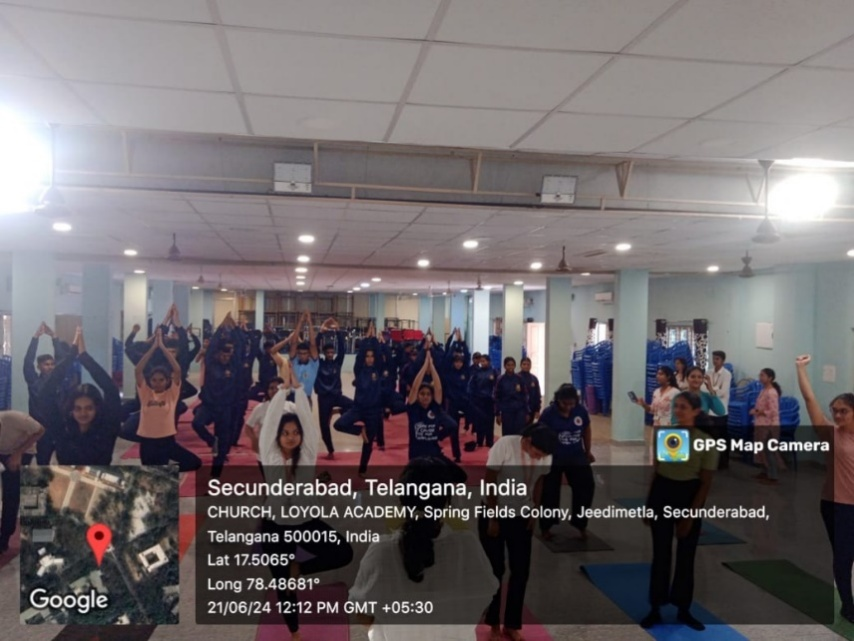 GPS Map Camera
Secunderabad, Telangana, India
CHURCH, LOYOLA ACADEMY, Spring Fields Colony, Jeedimetla, Secunderabad,
Telangana 500015, India
Lat 17.5065°
Long 78.48681°
21/06/24 12:12 PM GMT +05:30
Google